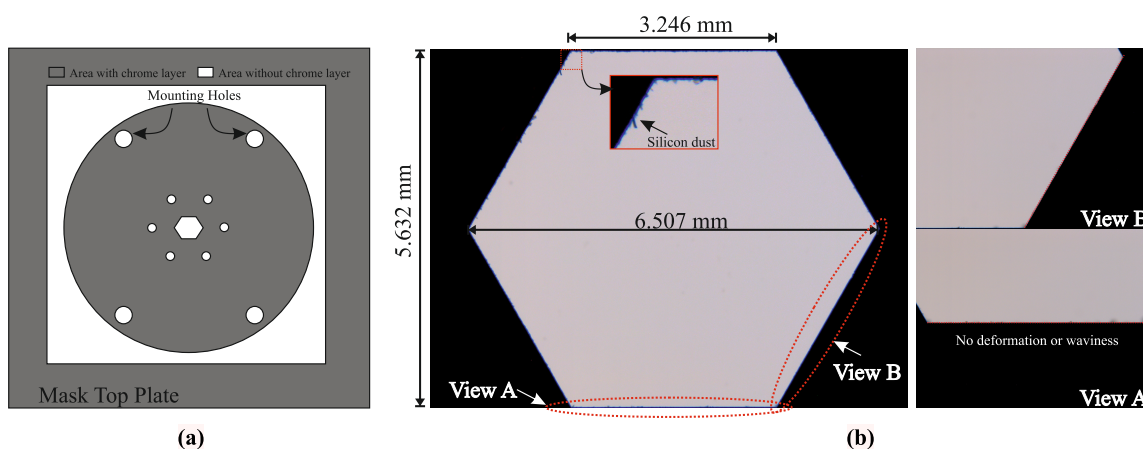 Area with chrome layer
Area without chrome layer
Mounting Holes
Mask Top Plate
(a)
3.246 mm
5.632 mm
Silicon dust
6.507 mm
View A
View B
View B
No deformation or waviness
View A
(b)